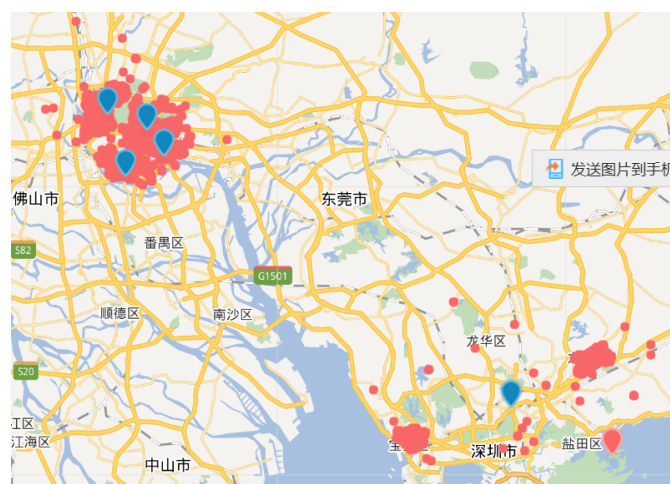 发送图片到手机
佛山市
东莞市
番禺区
S82
G1501
顺德区
南沙区
龙华区
S20
江区
江海区
盐田区
深圳市
中山市